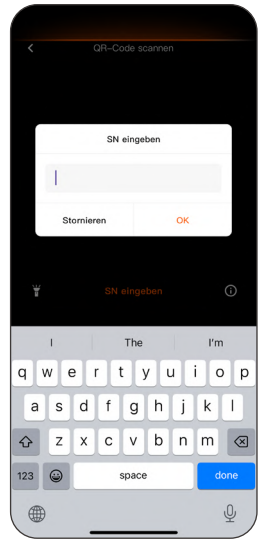 QR-Code scannen
SN eingeben
Stornieren OK
SN eingeben
I The I'm
q w e r t y u i o p
a s d f g h j k l
z x c v b n m
123 space done